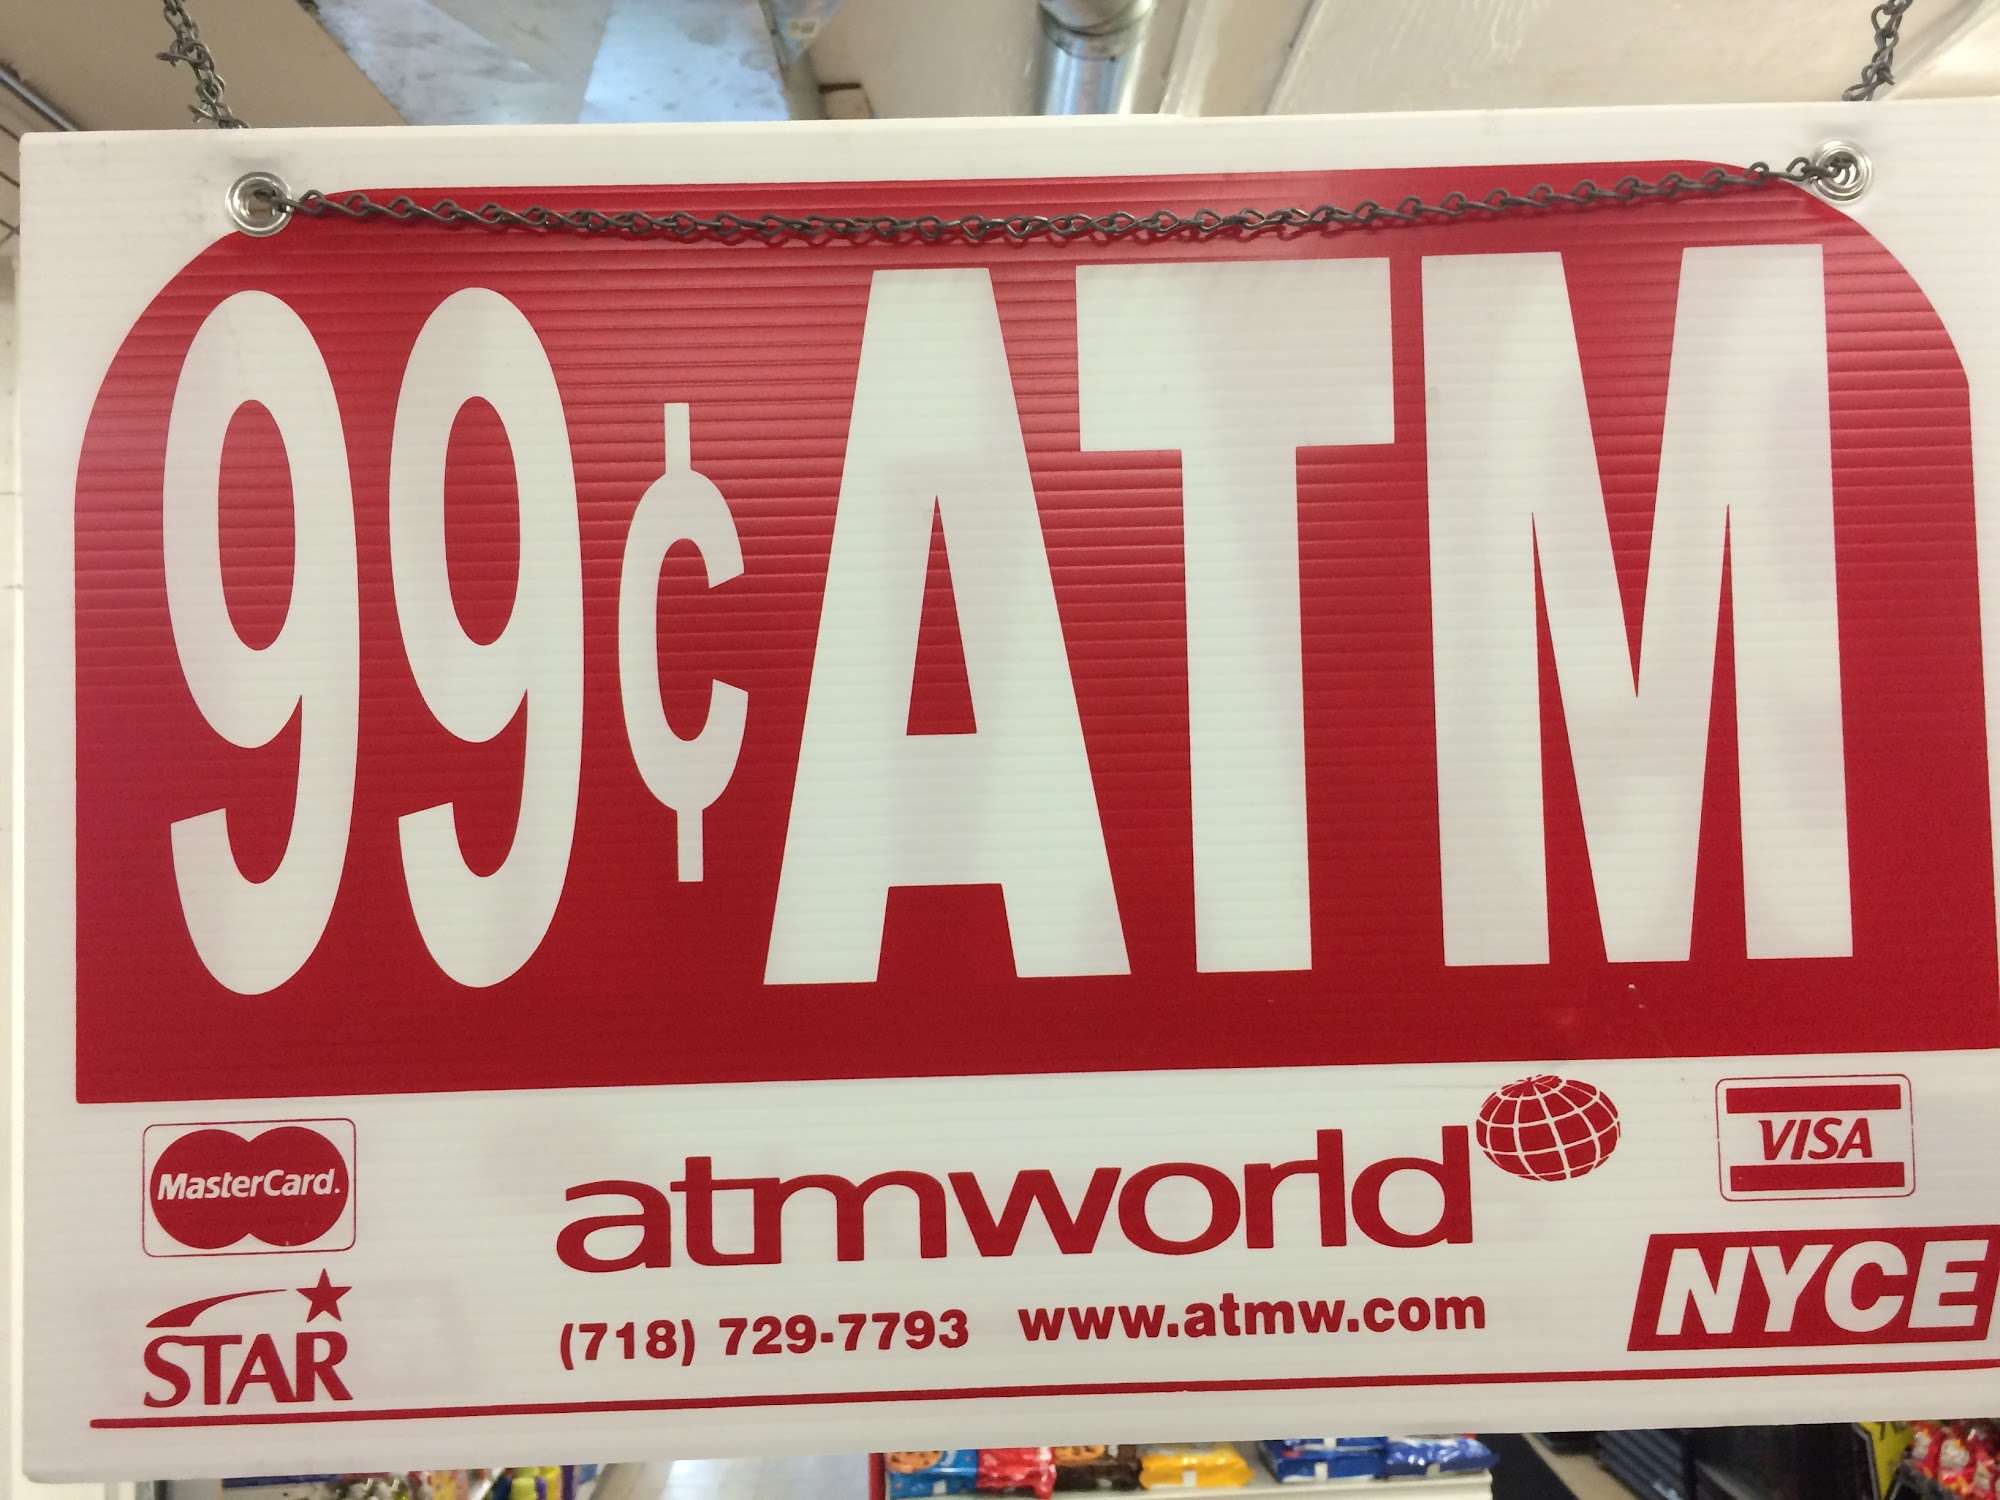 99¢ ATM
MasterCard.
atmworld
VISA
STAR
(718) 729-7793 www.atmw.com
NYCE